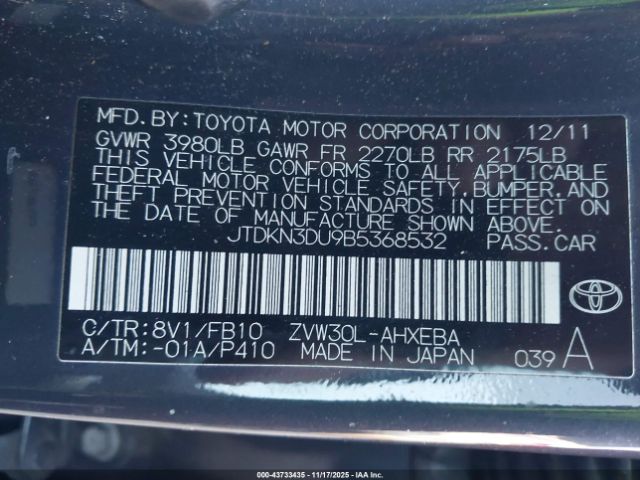 MFD. BY: TOYOTA MOTOR CORPORATION 12/11
GVWR 3980LB GAWR FR 2270LB RR 2175LB
THIS VEHICLE CONFORMS TO ALL APPLICABLE
FEDERAL MOTOR VEHICLE SAFETY, BUMPER, AND
THEFT PREVENTION STANDARDS IN EFFECT ON
THE DATE OF MANUFACTURE SHOWN ABOVE.
JTDKN3DU9B5368532 PASS. CAR
C/TR: 8V1/FB10 ZVW30L-AHXEBA
A/TM: -01A/P410 MADE IN JAPAN 039 A
TOYOTA
000-43733435 - 11/17/2025 - IAAI.COM